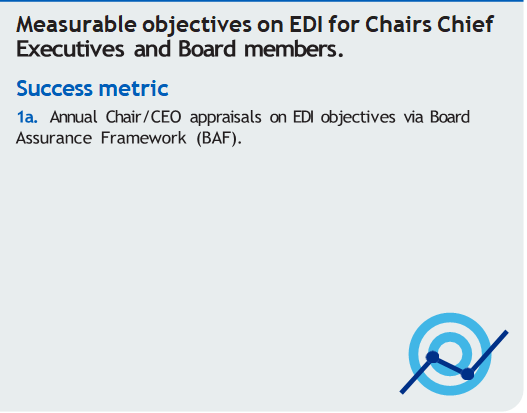 Measurable objectives on EDI for Chairs Chief
Executives and Board members.
Success metric
1a. Annual Chair/CEO appraisals on EDI objectives via Board
Assurance Framework (BAF).